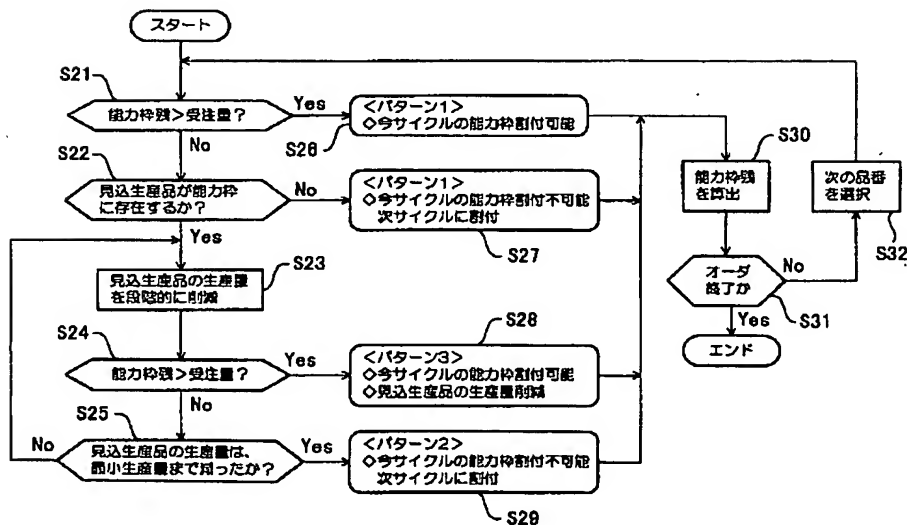 スタート
S21
能力枠残>受注量?
Yes
<パターン1>
◇今サイクルの能力枠割付可能
S26
No
S22
見込生産品が能力枠
に存在するか?
No
<パターン1>
◇今サイクルの能力枠割付不可能
次サイクルに割付
S27
Yes
S23
見込生産品の生産量
を段階的に削減
S24
能力枠残>受注量?
Yes
S28
<パターン3>
◇今サイクルの能力枠割付可能
◇見込生産品の生産量削減
No
S25
No
見込生産品の生産量は、
最小生産量まで減ったか?
Yes
<パターン2>
◇今サイクルの能力枠割付不可能
次サイクルに割付
S29
S30
能力枠残
を算出
次の品番
を選択
S32
オーダ
終了か
No
S31
Yes
エンド